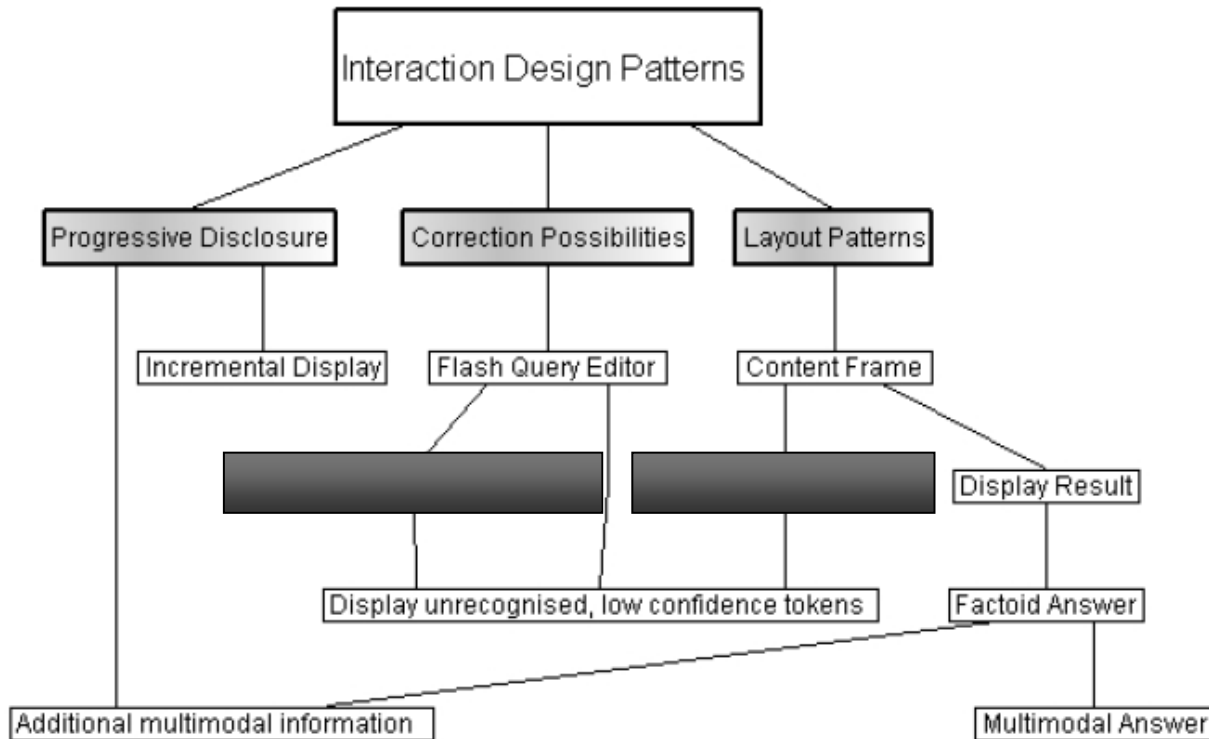 Interaction Design Patterns
Progressive Disclosure
Correction Possibilities
Layout Patterns
Incremental Display
Flash Query Editor
Content Frame
Display Result
Display unrecognised, low confidence tokens
Factoid Answer
Additional multimodal information
Multimodal Answer